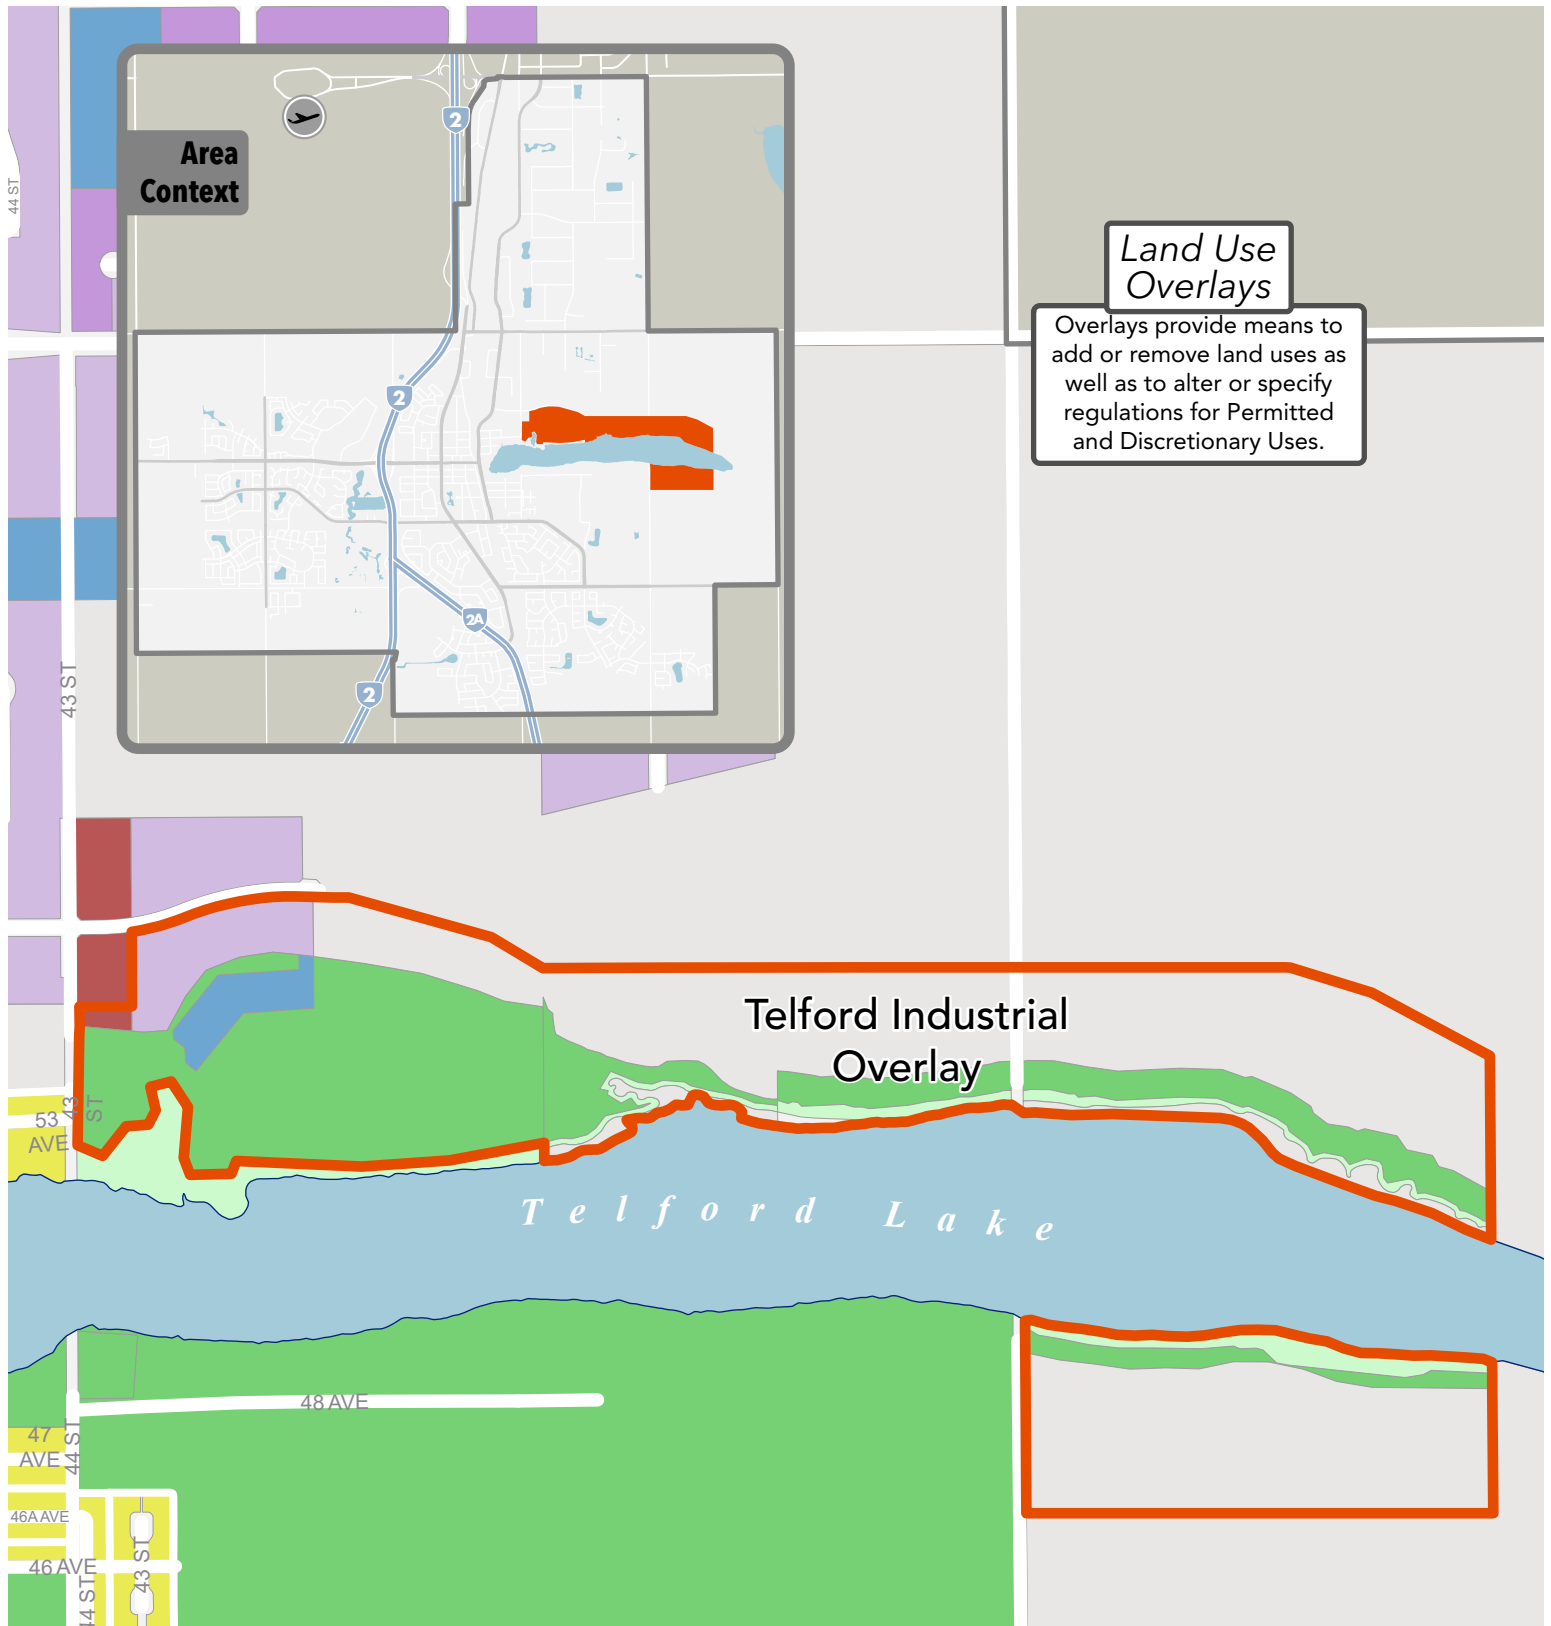 44 ST
2
Area
Context
2
2A
2
Land Use
Overlays
Overlays provide means to
add or remove land uses as
well as to alter or specify
regulations for Permitted
and Discretionary Uses.
43 ST
Telford Industrial
Overlay
43
ST
53
AVE
Telford Lake
48 AVE
47
AVE
44 ST
46A AVE
46 AVE
43 ST
44 ST